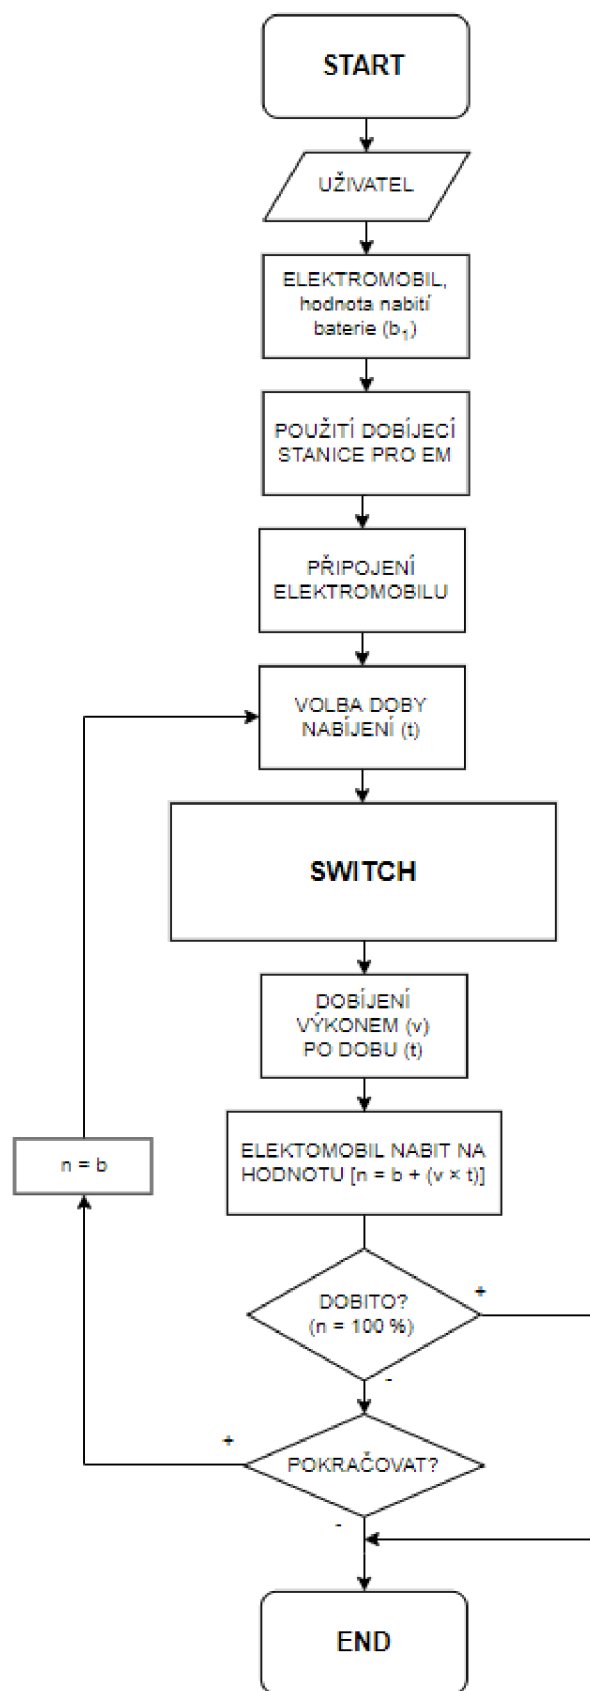 START
UŽIVATEL
ELEKTROMOBIL,
hodnota nabití
baterie (b₁)
POUŽITÍ DOBÍJECÍ
STANICE PRO EM
PŘIPOJENÍ
ELEKTROMOBILU
VOLBA DOBY
NABÍJENÍ (t)
SWITCH
DOBÍJENÍ
VÝKONEM (v)
PO DOBU (t)
ELEKTOMOBIL NABIT NA
HODNOTU [n = b + (v × t)]
n = b
DOBITO?
(n = 100 %)
+
-
POKRAČOVAT?
+
-
END